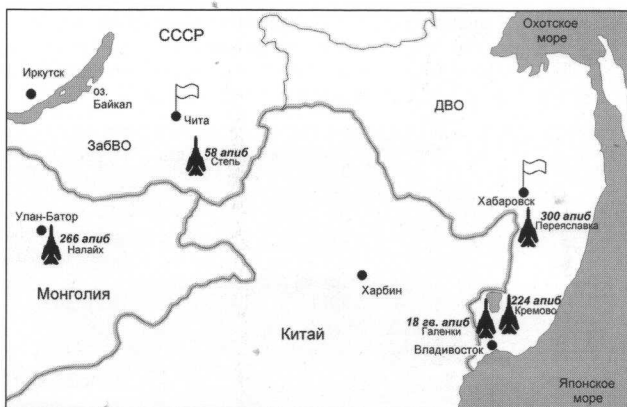 СССР
Охотское
море
Иркутск
оз.
Байкал
Чита
ДВО
ЗабВО
58 апиб
Степь
Хабаровск
300 апиб
Переяславка
Улан-Батор
266 апиб
Налайх
Монголия
Харбин
Китай
224 апиб
Кремово
18 гв. апиб
Галенки
Владивосток
Японское
море